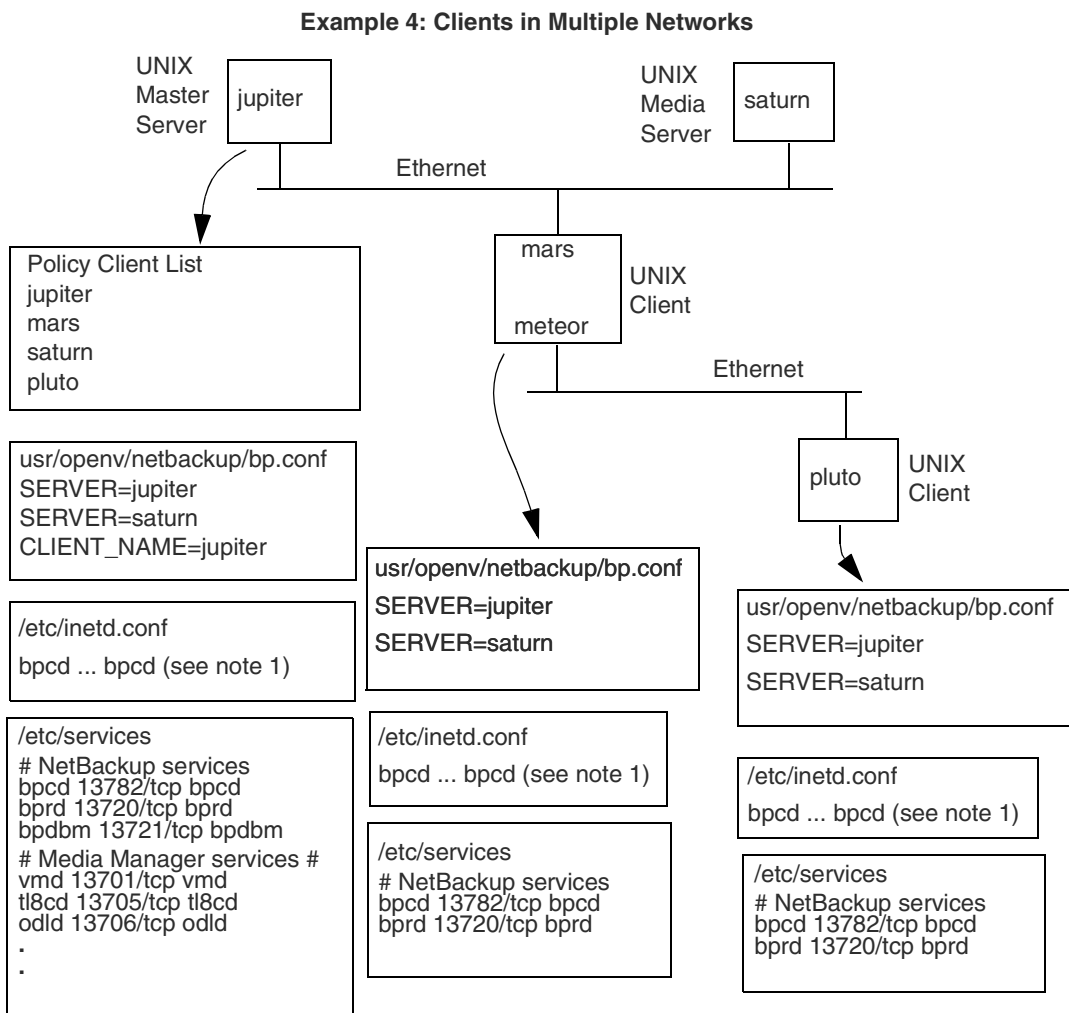 Example 4: Clients in Multiple Networks
UNIX
Master
Server
jupiter
UNIX
Media
Server
saturn
Ethernet
mars
meteor
UNIX
Client
Ethernet
pluto
UNIX
Client
Policy Client List
jupiter
mars
saturn
pluto
usr/openv/netbackup/bp.conf
SERVER=jupiter
SERVER=saturn
CLIENT_NAME=jupiter
/etc/inetd.conf
bpcd ... bpcd (see note 1)
/etc/services
# NetBackup services
bpcd 13782/tcp bpcd
bprd 13720/tcp bprd
bpdbm 13721/tcp bpdbm
# Media Manager services #
vmd 13701/tcp vmd
tl8cd 13705/tcp tl8cd
odld 13706/tcp odld
.
.
usr/openv/netbackup/bp.conf
SERVER=jupiter
SERVER=saturn
/etc/inetd.conf
bpcd ... bpcd (see note 1)
/etc/services
# NetBackup services
bpcd 13782/tcp bpcd
bprd 13720/tcp bprd
usr/openv/netbackup/bp.conf
SERVER=jupiter
SERVER=saturn
/etc/inetd.conf
bpcd ... bpcd (see note 1)
/etc/services
# NetBackup services
bpcd 13782/tcp bpcd
bprd 13720/tcp bprd